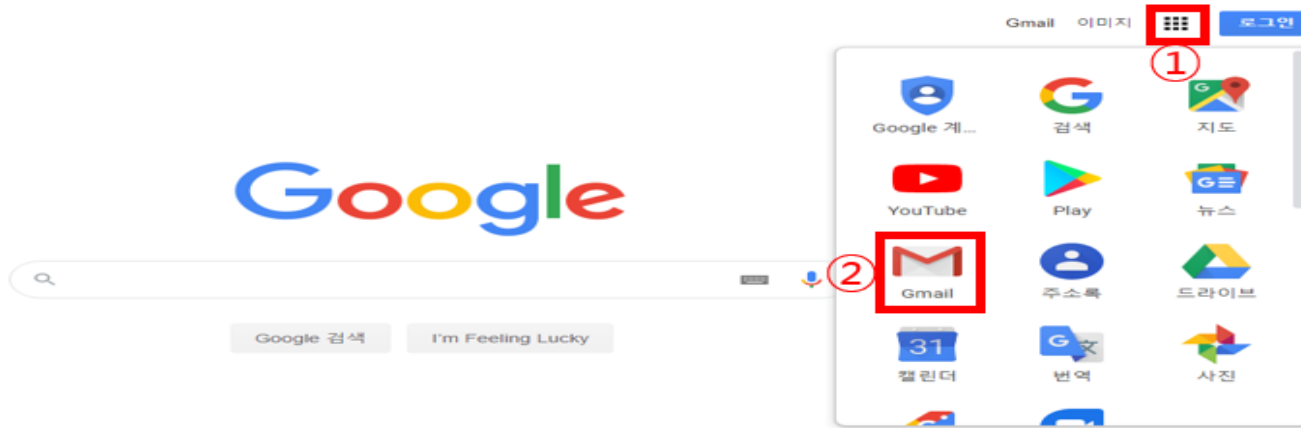 Gmail 이미지 로그인
①
Google 계... 검색 지도
YouTube Play 뉴스
Google
②
Gmail 주소록 드라이브
Google 검색 I'm Feeling Lucky
31
캘린더 번역 사진